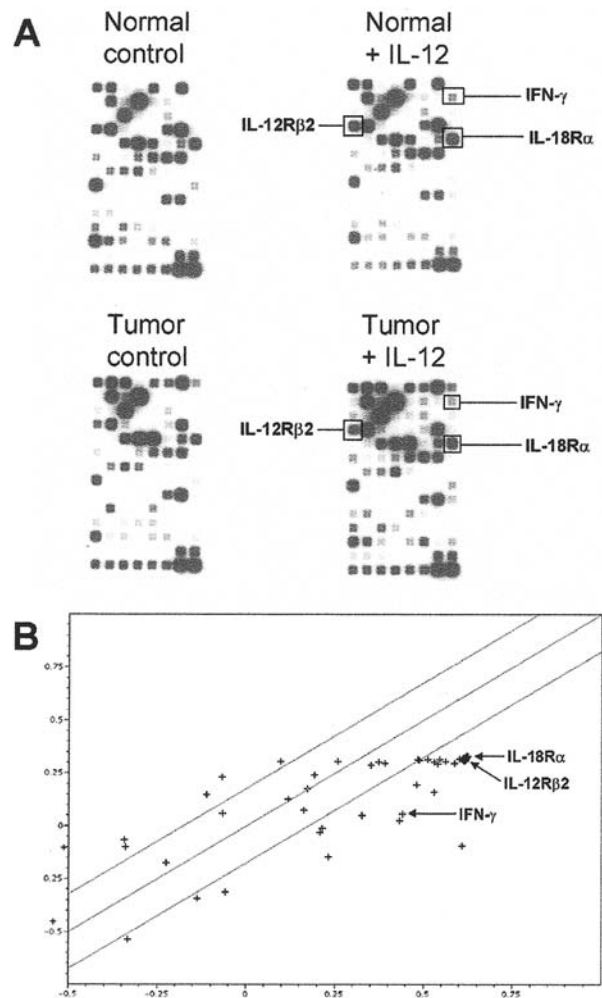 A
Normal control
Normal + IL-12
IFN-γ
IL-12Rβ2
IL-18Rα
Tumor control
Tumor + IL-12
IFN-γ
IL-12Rβ2
IL-18Rα
B
0.75
0.5
0.25
0
-0.25
-0.5
IL-18Rα
IL-12Rβ2
IFN-γ
-0.5
-0.25
0
0.25
0.5
0.75